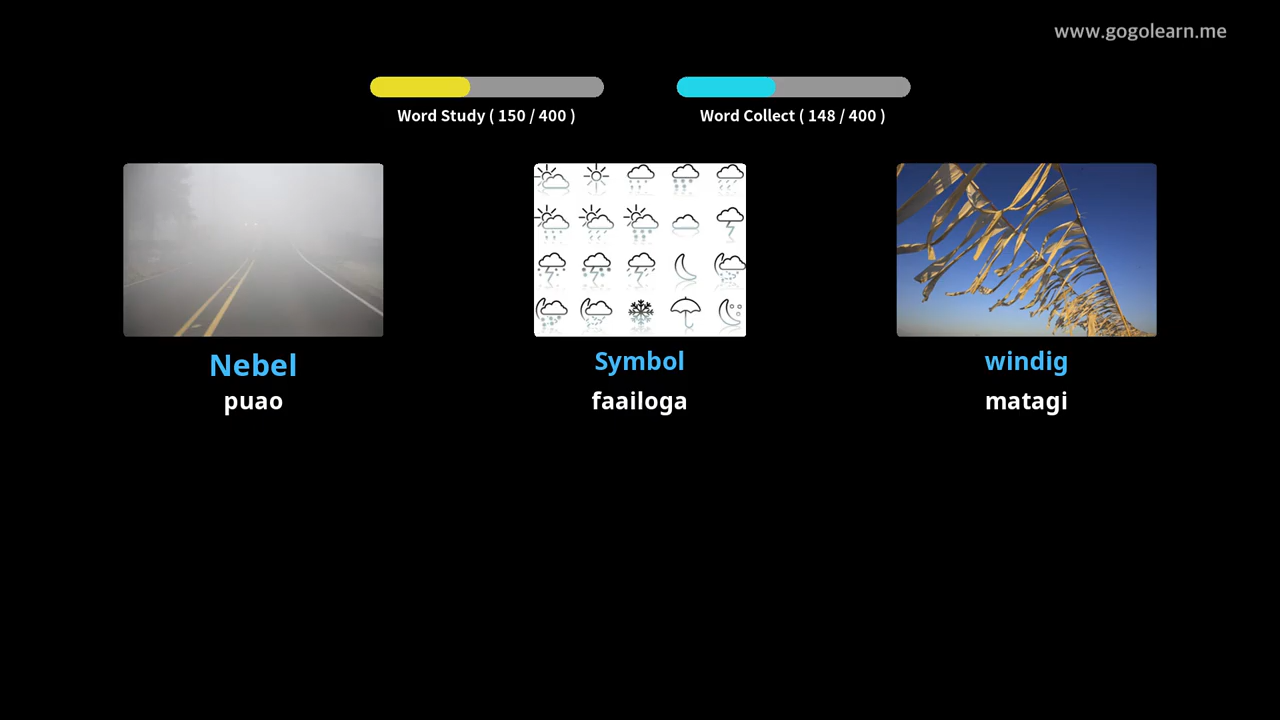 www.gogolearn.me
Word Study ( 150 / 400 )
Word Collect ( 148 / 400 )
Nebel
puao
Symbol
faailoga
windig
matagi